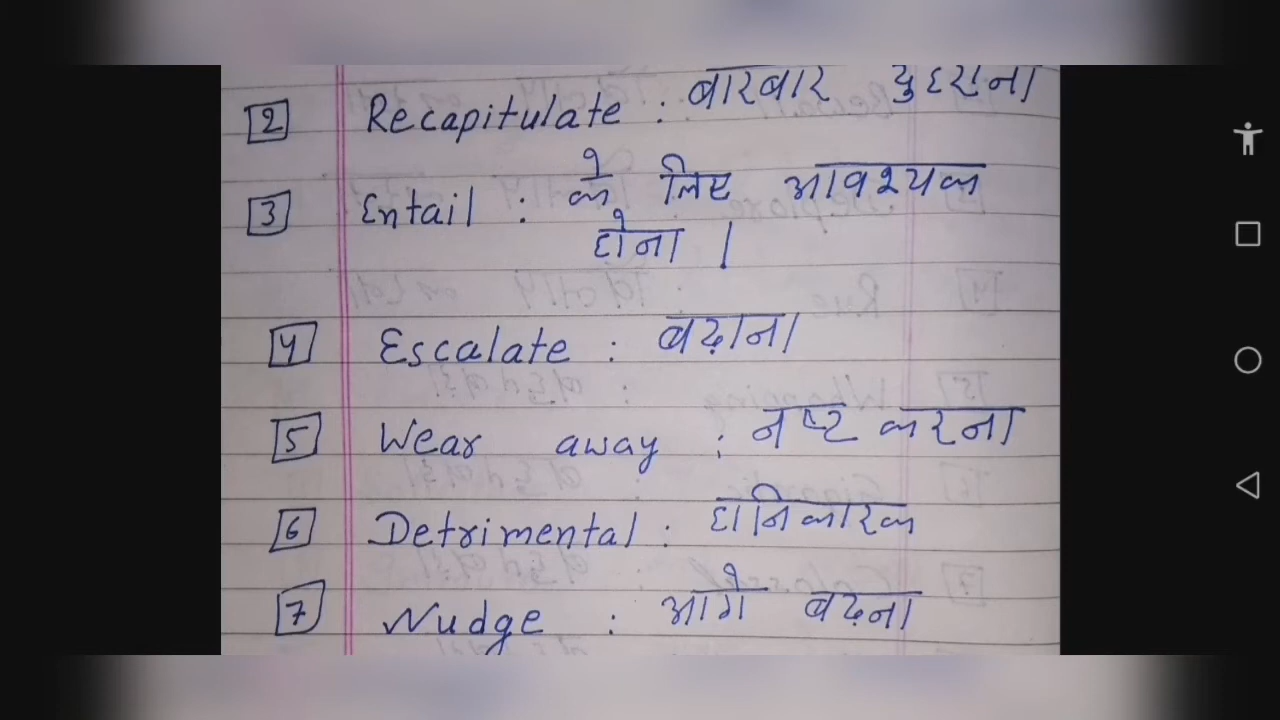 2 Recapitulate : बारबार दुहराना
3 Entail : के लिए आवश्यक
होना ।
4 Escalate : बढ़ाना
5 Wear away : नष्ट करना
6 Detrimental : हानिकारक
7 Nudge : आगे बढ़ना